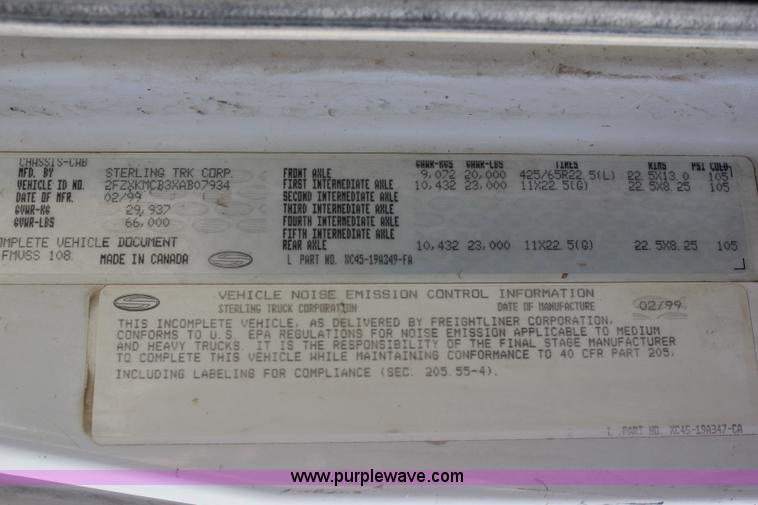 CHASSIS-CAB
MFD. BY STERLING TRK CORP.
VEHICLE ID NO. 2FZXKMCB3XAB07934
DATE OF MFR. 02/99
GVWR-KG 29,937
GVWR-LBS 66,000
OMPLETE VEHICLE DOCUMENT
FMVSS 108. MADE IN CANADA
GAWR-KGS GAWR-LBS TIRES RIMS PSI COLD
FRONT AXLE 9,072 20,000 425/65R22.5(L) 22.5X13.0 105
FIRST INTERMEDIATE AXLE 10,432 23,000 11X22.5(G) 22.5X8.25 105
SECOND INTERMEDIATE AXLE
THIRD INTERMEDIATE AXLE
FOURTH INTERMEDIATE AXLE
FIFTH INTERMEDIATE AXLE
REAR AXLE 10,432 23,000 11X22.5(G) 22.5X8.25 105
L PART NO. XC45-19A349-FA
VEHICLE NOISE EMISSION CONTROL INFORMATION
STERLING TRUCK CORPORATION DATE OF MANUFACTURE 02/99
THIS INCOMPLETE VEHICLE, AS DELIVERED BY FREIGHTLINER CORPORATION,
CONFORMS TO U.S. EPA REGULATIONS FOR NOISE EMISSION APPLICABLE TO MEDIUM
AND HEAVY TRUCKS. IT IS THE RESPONSIBILITY OF THE FINAL STAGE MANUFACTURER
TO COMPLETE THIS VEHICLE WHILE MAINTAINING CONFORMANCE TO 40 CFR PART 205,
INCLUDING LABELING FOR COMPLIANCE (SEC. 205.55-4).
L PART NO. XC45-19A347-CA
www.purplewave.com